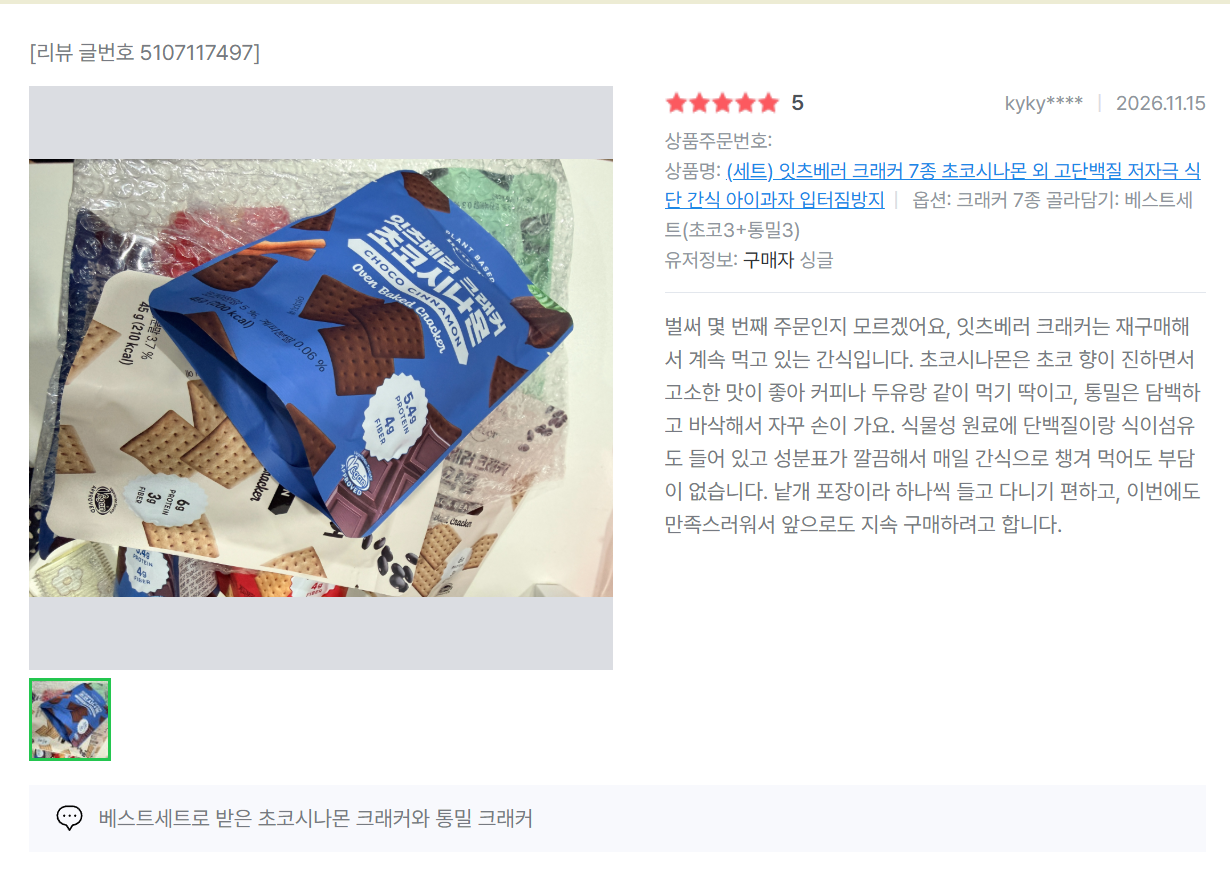 [리뷰 글번호 5107117497]
5
kyky**** | 2026.11.15
상품주문번호:
상품명: (세트) 잇츠베러 크래커 7종 초코시나몬 외 고단백질 저자극 식
단 간식 아이과자 입터짐방지 | 옵션: 크래커 7종 골라담기: 베스트세
트(초코3+통밀3)
유저정보: 구매자 싱글
벌써 몇 번째 주문인지 모르겠어요, 잇츠베러 크래커는 재구매해
서 계속 먹고 있는 간식입니다. 초코시나몬은 초코 향이 진하면서
고소한 맛이 좋아 커피나 두유랑 같이 먹기 딱이고, 통밀은 담백하
고 바삭해서 자꾸 손이 가요. 식물성 원료에 단백질이랑 식이섬유
도 들어 있고 성분표가 깔끔해서 매일 간식으로 챙겨 먹어도 부담
이 없습니다. 낱개 포장이라 하나씩 들고 다니기 편하고, 이번에도
만족스러워서 앞으로도 지속 구매하려고 합니다.
PLANT BASED
잇츠베러 크래커
초코시나몬
CHOCO CINNAMON
Oven Baked Cracker
0.06 %
5.4g
PROTEIN
4g
FIBER
APPROVED
45 g (210 kcal)
3.7 %
6g
PROTEIN
3g
FIBER
APPROVED
Cracker
Cracker
PROTEIN
4g
FIBER
4g
FIBER
베스트세트로 받은 초코시나몬 크래커와 통밀 크래커